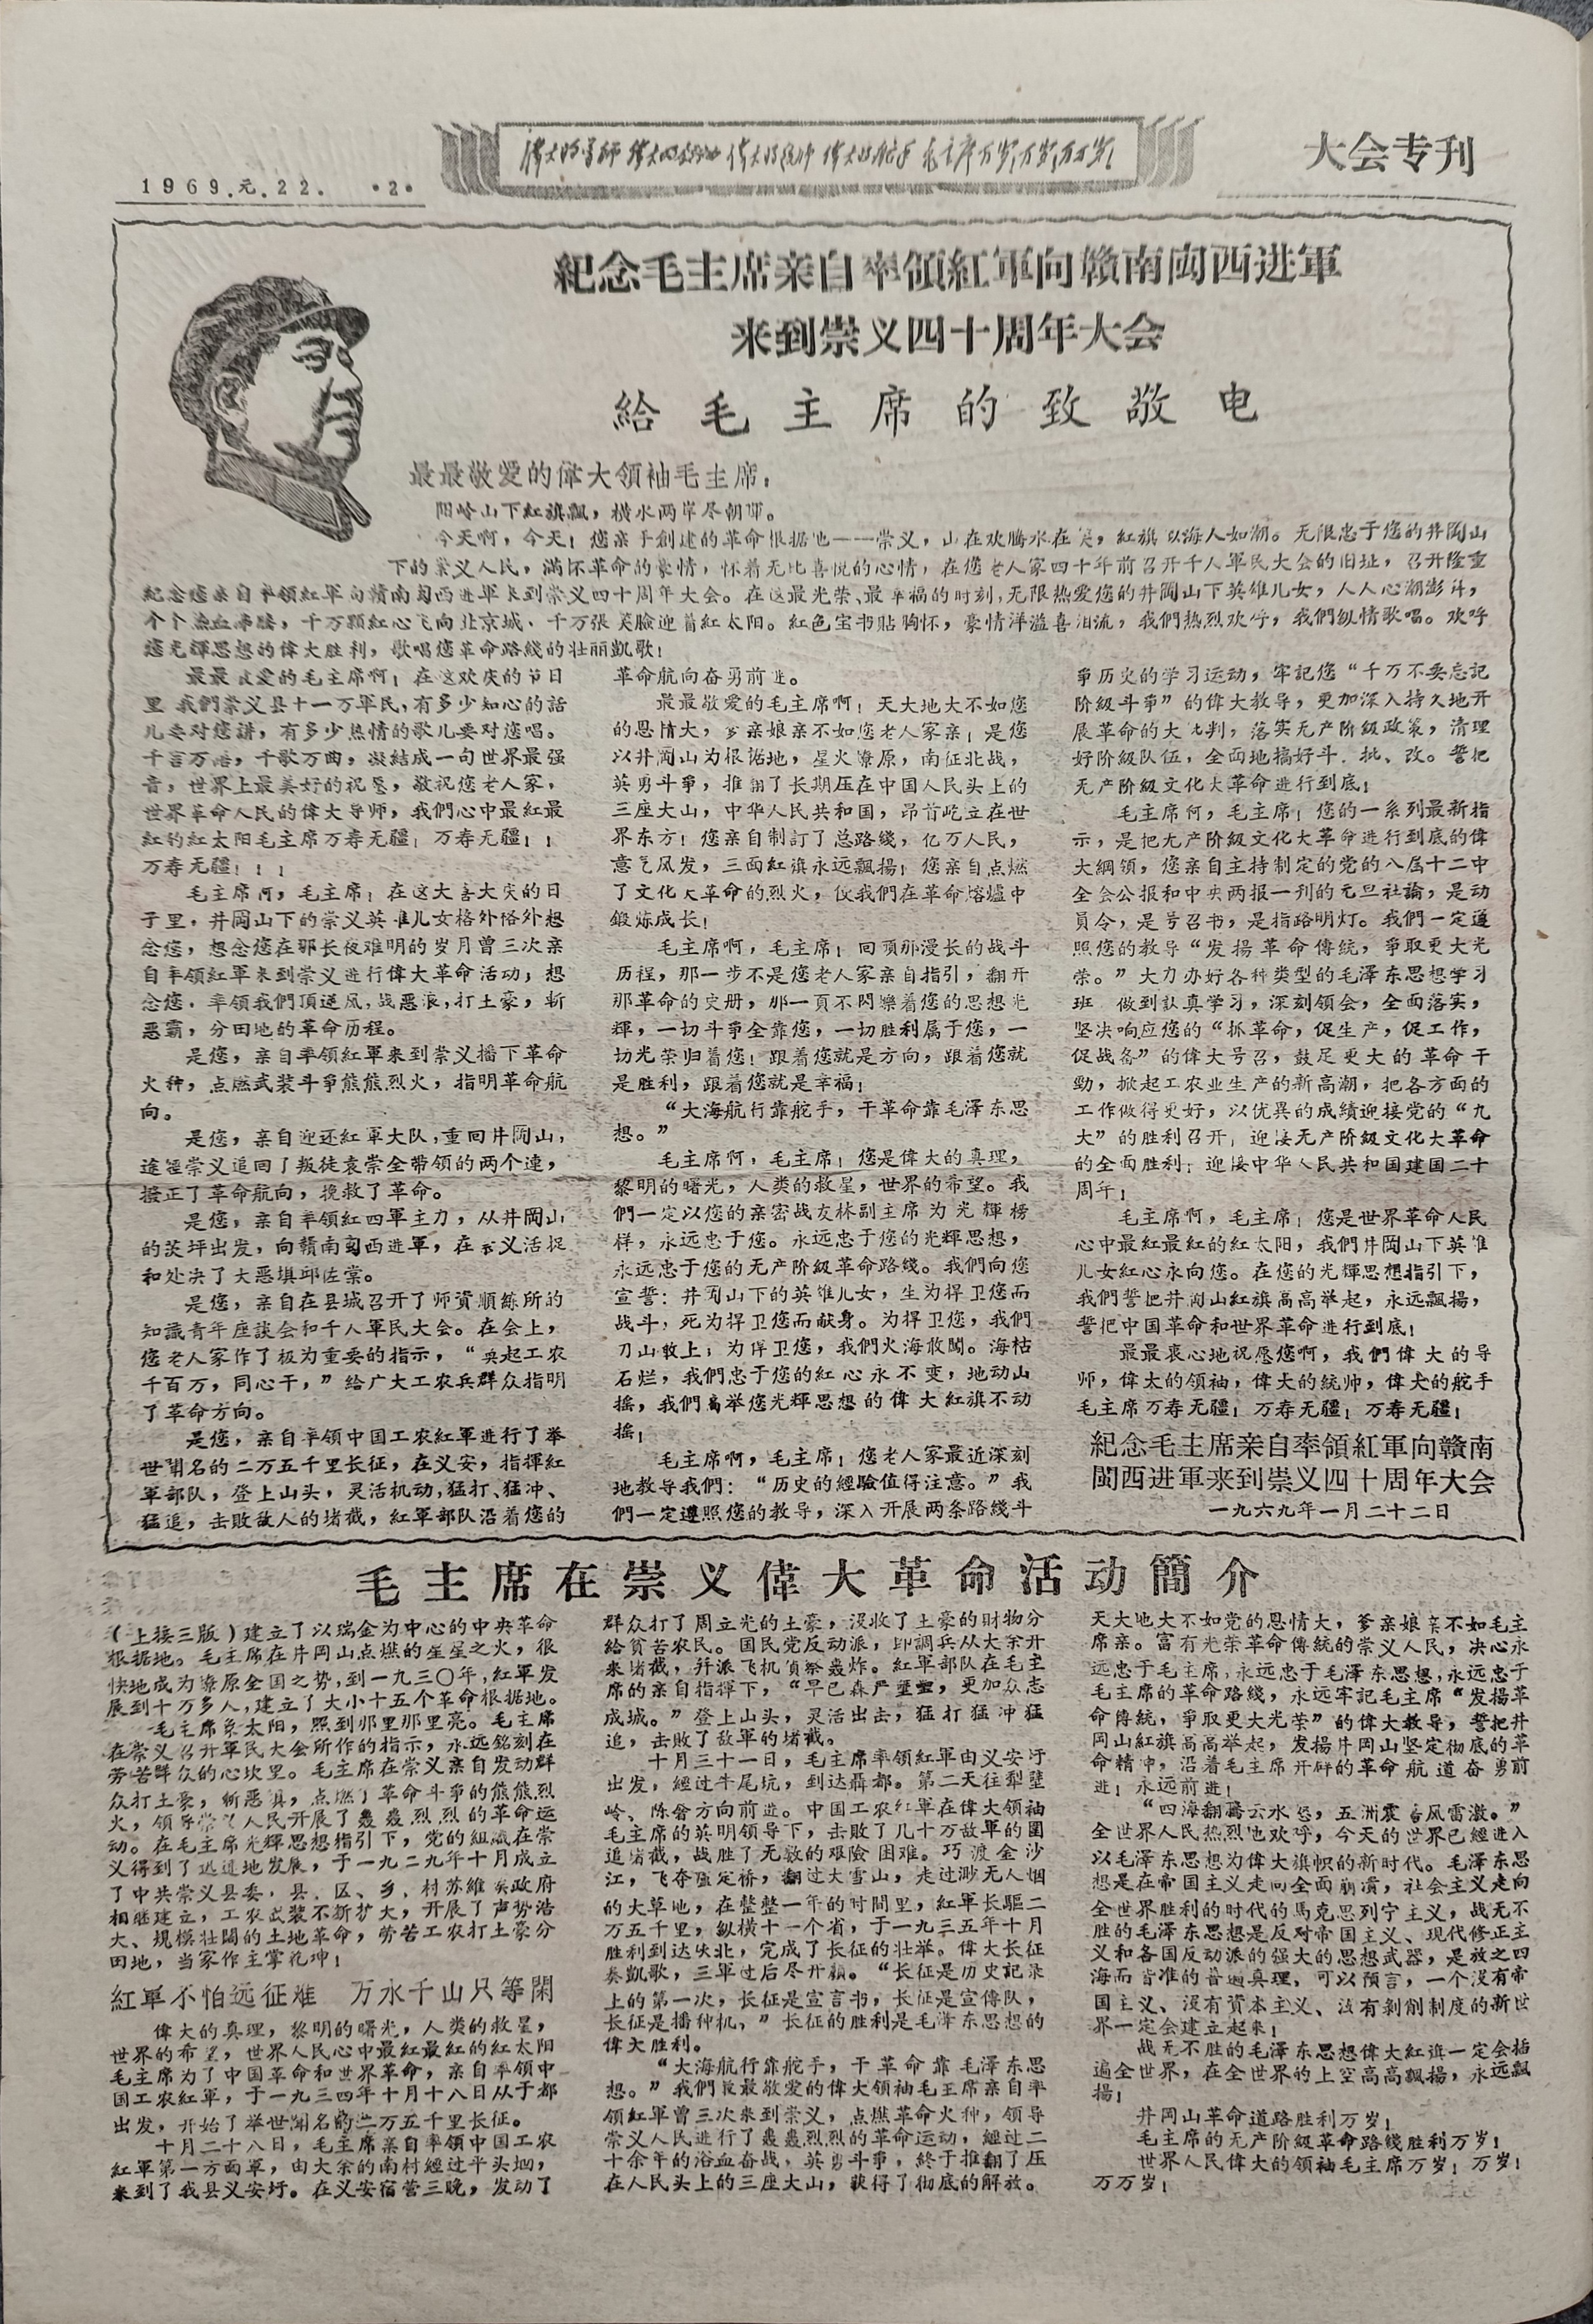 1969.元.22. ·2·
偉大的导师 偉大的領袖 偉大的統帅 偉大的舵手 毛主席万岁!万岁!万万岁!
大会专刊
紀念毛主席亲自率領紅軍向贛南閩西进軍
来到崇义四十周年大会
給毛主席的致敬电
最最敬爱的偉大領袖毛主席:
阳岭山下紅旗飄,横水两岸尽朝暉。
今天啊,今天!您亲手創建的革命根据地——崇义,山在欢腾水在笑,紅旗似海人如潮。无限忠于您的井岡山
下的崇义人民,满怀革命的豪情,怀着无比喜悦的心情,在您老人家四十年前召开千人軍民大会的旧址,召开隆重
紀念您亲自率領紅軍向贛南閩西进軍来到崇义四十周年大会。在这最光荣、最幸福的时刻,无限热爱您的井岡山下英雄儿女,人人心潮澎湃,
个个热血沸腾,千万顆紅心飞向北京城,千万张笑臉迎着紅太阳。紅色宝书貼胸怀,豪情洋溢喜泪流,我們热烈欢呼,我們纵情歌唱。欢呼
您光輝思想的偉大胜利,歌唱您革命路綫的壮丽凱歌!
最最敬爱的毛主席啊!在这欢庆的节日
里 我們崇义县十一万軍民,有多少知心的話
儿要对您講,有多少热情的歌儿要对您唱。
千言万語,千歌万曲,凝結成一句世界最强
音,世界上最美好的祝愿,敬祝您老人家,
世界革命人民的偉大导师,我們心中最紅最
紅的紅太阳毛主席万寿无疆!万寿无疆!!
万寿无疆!!!
毛主席啊,毛主席!在这大喜大庆的日
子里,井岡山下的崇义英雄儿女格外格外想
念您,想念您在那长夜难明的岁月曾三次亲
自率領紅軍来到崇义进行偉大革命活动;想
念您,率領我們頂逆风,战恶浪,打土豪,斩
恶霸,分田地的革命历程。
是您,亲自率領紅軍来到崇义播下革命
火种,点燃武装斗爭熊熊烈火,指明革命航
向。
是您,亲自迎还紅軍大队,重回井岡山,
途経崇义追回了叛徒袁崇全带領的两个連,
撥正了革命航向,挽救了革命。
是您,亲自率領紅四軍主力,从井岡山
的茨坪出发,向贛南閩西进軍,在崇义活捉
和处决了大恶填邱佐棠。
是您,亲自在县城召开了师資順練所的
知識青年座談会和千人軍民大会。在会上,
您老人家作了极为重要的指示,“喚起工农
千百万,同心干,”给广大工农兵群众指明
了革命方向。
是您,亲自率領中国工农紅軍进行了举
世聞名的二万五千里长征,在义安,指揮紅
軍部队,登上山头,灵活机动,猛打、猛冲、
猛追,击敗敌人的堵截,紅軍部队沿着您的
革命航向奋勇前进。
最最敬爱的毛主席啊!天大地大不如您
的恩情大,爹亲娘亲不如您老人家亲!是您
以井岡山为根据地,星火燎原,南征北战,
英勇斗爭,推翻了长期压在中国人民头上的
三座大山,中华人民共和国,昂首屹立在世
界东方!您亲自制訂了总路綫,亿万人民,
意气风发,三面紅旗永远飄揚!您亲自点燃
了文化大革命的烈火,使我們在革命熔爐中
鍛炼成长!
毛主席啊,毛主席!回顾那漫长的战斗
历程,那一步不是您老人家亲自指引,翻开
那革命的史册,那一頁不閃爍着您的思想光
輝,一切斗爭全靠您,一切胜利属于您,一
切光荣归着您!跟着您就是方向,跟着您就
是胜利,跟着您就是幸福!
“大海航行靠舵手,干革命靠毛澤东思
想。”
毛主席啊,毛主席!您是偉大的真理,
黎明的曙光,人类的救星,世界的希望。我
們一定以您的亲密战友林副主席为光輝榜
样,永远忠于您。永远忠于您的光輝思想,
永远忠于您的无产阶級革命路綫。我們向您
宣誓:井岡山下的英雄儿女,生为捍卫您而
战斗,死为捍卫您而献身。为捍卫您,我們
刀山敢上;为捍卫您,我們火海敢闖。海枯
石烂,我們忠于您的紅心永不变,地动山
摇,我們高举您光輝思想的偉大紅旗不动
摇!
毛主席啊,毛主席!您老人家最近深刻
地教导我們:“历史的經驗值得注意。”我
們一定遵照您的教导,深入开展两条路綫斗
爭历史的学习运动,牢記您“千万不要忘記
阶級斗爭”的偉大教导,更加深入持久地开
展革命的大批判,落实无产阶級政策,清理
好阶級队伍,全面地搞好斗、批、改。誓把
无产阶級文化大革命进行到底!
毛主席何,毛主席!您的一系列最新指
示,是把无产阶級文化大革命进行到底的偉
大綱領,您亲自主持制定的党的八届十二中
全会公报和中央两报一刊的元旦社論,是动
員令,是号召书,是指路明灯。我們一定遵
照您的教导“发揚革命傳統,爭取更大光
荣。”大力办好各种类型的毛澤东思想学习
班 做到认真学习,深刻領会,全面落实,
坚决响应您的“抓革命,促生产,促工作,
促战备”的偉大号召,鼓足更大的革命干
勁,掀起工农业生产的新高潮,把各方面的
工作做得更好,以优異的成績迎接党的“九
大”的胜利召开!迎接无产阶級文化大革命
的全面胜利;迎接中华人民共和国建国二十
周年!
毛主席啊,毛主席!您是世界革命人民
心中最紅最紅的紅太阳,我們井岡山下英雄
儿女紅心永向您。在您的光輝思想指引下,
我們誓把井岡山紅旗高高举起,永远飄揚,
誓把中国革命和世界革命进行到底!
最最衷心地祝愿您啊,我們偉大的导
师,偉大的領袖,偉大的統帅,偉大的舵手
毛主席万寿无疆!万寿无疆!万寿无疆!
紀念毛主席亲自率領紅軍向贛南
閩西进軍来到崇义四十周年大会
一九六九年一月二十二日
毛主席在崇义偉大革命活动簡介
(上接三版)建立了以瑞金为中心的中央革命
根据地。毛主席在井岡山点燃的星星之火,很
快地成为燎原全国之势,到一九三〇年,紅軍发
展到十万多人,建立了大小十五个革命根据地。
毛主席象太阳,照到那里那里亮。毛主席
在崇义召开軍民大会所作的指示,永远銘刻在
劳苦群众的心坎里。毛主席在崇义亲自发动群
众打土豪,斩恶填,点燃了革命斗爭的熊熊烈
火,領导崇义人民开展了轰轰烈烈的革命运
动。在毛主席光輝思想指引下,党的組織在崇
义得到了迅速地发展,于一九二九年十月成立
了中共崇义县委,县、区、乡、村苏維埃政府
相继建立,工农武装不断扩大,开展了声势浩
大、規模壮闊的土地革命,劳苦工农打土豪分
田地,当家作主掌乾坤!
紅軍不怕远征难 万水千山只等閑
偉大的真理,黎明的曙光,人类的救星,
世界的希望,世界人民心中最紅最紅的紅太阳
毛主席为了中国革命和世界革命,亲自率領中
国工农紅軍,于一九三四年十月十八日从于都
出发,开始了举世聞名的二万五千里长征。
十月二十八日,毛主席亲自率領中国工农
紅軍第一方面軍,由大余的南村經过平头坳,
来到了我县义安圩。在义安宿营三晚,发动了
群众打了周立光的土豪,没收了土豪的財物分
給貧苦农民。国民党反动派,即調兵从大余开
来堵截,幷派飞机偵察轰炸。紅軍部队在毛主
席的亲自指揮下,“早已森严壁壘,更加众志
成城。”登上山头,灵活出击,猛打猛冲猛
追,击敗了敌軍的堵截。
十月三十一日,毛主席率領紅軍由义安圩
出发,經过牛尾坑,到达聶都。第二天往犁壁
岭、陈畲方向前进。中国工农紅軍在偉大領袖
毛主席的英明領导下,击敗了几十万敌軍的圍
追堵截,战胜了无数的艰險困难。巧渡金沙
江,飞夺瀘定桥,翻过大雪山,走过渺无人烟
的大草地,在整整一年的时間里,紅軍长驅二
万五千里,纵横十一个省,于一九三五年十月
胜利到达陝北,完成了长征的壮举。偉大长征
奏凱歌,三軍过后尽开顏。“长征是历史記录
上的第一次,长征是宣言书,长征是宣傳队,
长征是播种机,”长征的胜利是毛澤东思想的
偉大胜利。
“大海航行靠舵手,干革命靠毛澤东思
想。”我們最最敬爱的偉大領袖毛主席亲自率
領紅軍曾三次来到崇义,点燃革命火种,領导
崇义人民进行了轰轰烈烈的革命运动,經过二
十余年的浴血奋战,英勇斗爭,終于推翻了压
在人民头上的三座大山,获得了彻底的解放。
天大地大不如党的恩情大,爹亲娘亲不如毛主
席亲。富有光荣革命傳統的崇义人民,决心永
远忠于毛主席,永远忠于毛澤东思想,永远忠于
毛主席的革命路綫,永远牢記毛主席“发揚革
命傳統,爭取更大光荣”的偉大教导,誓把井
岡山紅旗高高举起,发揚井岡山坚定彻底的革
命精神,沿着毛主席开辟的革命航道奋勇前
进!永远前进!
“四海翻騰云水怒,五洲震蕩风雷激。”
全世界人民热烈地欢呼,今天的世界已經进入
以毛澤东思想为偉大旗帜的新时代。毛澤东思
想是在帝国主义走向全面崩潰,社会主义走向
全世界胜利的时代的馬克思列宁主义,战无不
胜的毛澤东思想是反对帝国主义、现代修正主
义和各国反动派的强大的思想武器,是放之四
海而皆准的普遍真理,可以預言,一个没有帝
国主义、没有資本主义、没有剝削制度的新世
界一定会建立起来!
战无不胜的毛澤东思想偉大紅旗一定会插
遍全世界,在全世界的上空高高飄揚,永远飄
揚!
井岡山革命道路胜利万岁!
毛主席的无产阶級革命路綫胜利万岁!
世界人民偉大的領袖毛主席万岁!万岁!
万万岁!